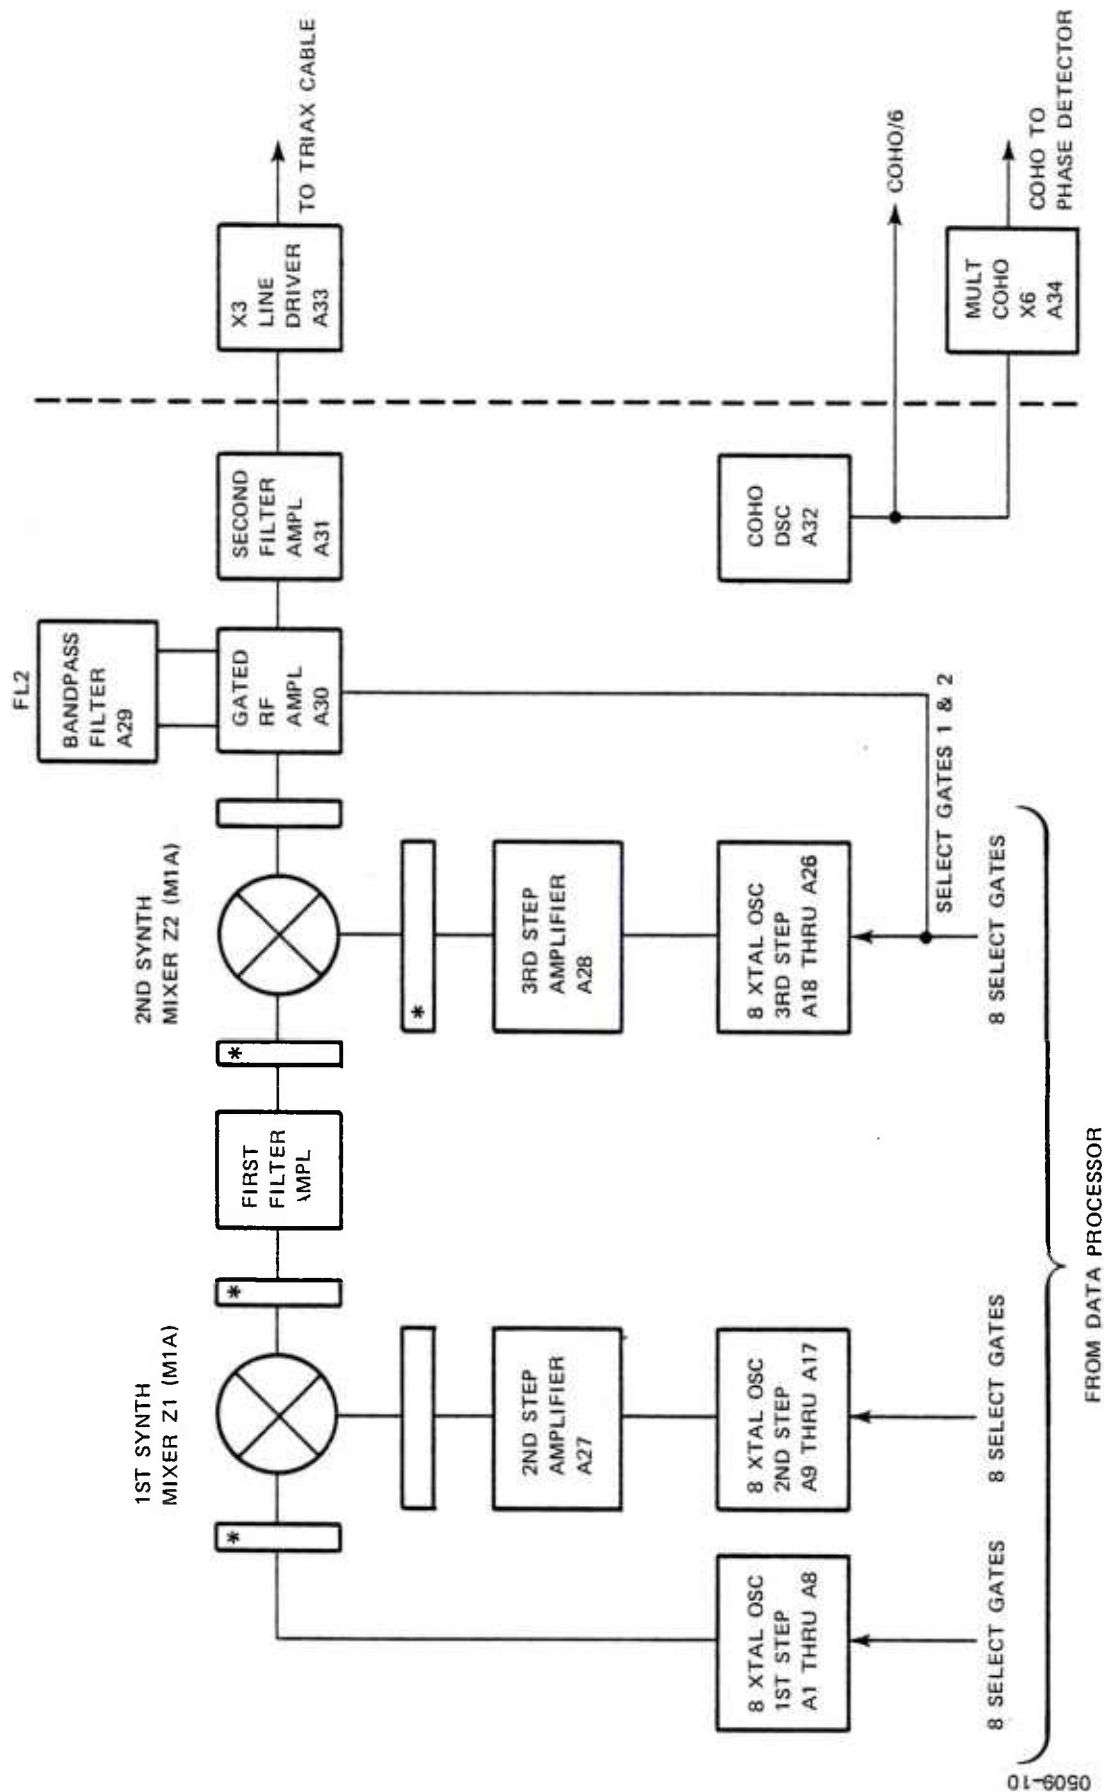 1ST SYNTH
MIXER Z1 (M1A)
2ND SYNTH
MIXER Z2 (M1A)
FL2
BANDPASS
FILTER
A29
*
*
FIRST
FILTER
AMPL
*
GATED
RF
AMPL
A30
SECOND
FILTER
AMPL
A31
X3
LINE
DRIVER
A33
TO TRIAX CABLE
*
2ND STEP
AMPLIFIER
A27
3RD STEP
AMPLIFIER
A28
8 XTAL OSC
1ST STEP
A1 THRU A8
8 XTAL OSC
2ND STEP
A9 THRU A17
8 XTAL OSC
3RD STEP
A18 THRU A26
COHO
DSC
A32
COHO/6
SELECT GATES 1 & 2
MULT
COHO
X6
A34
COHO TO
PHASE DETECTOR
8 SELECT GATES
8 SELECT GATES
8 SELECT GATES
FROM DATA PROCESSOR
0509-10